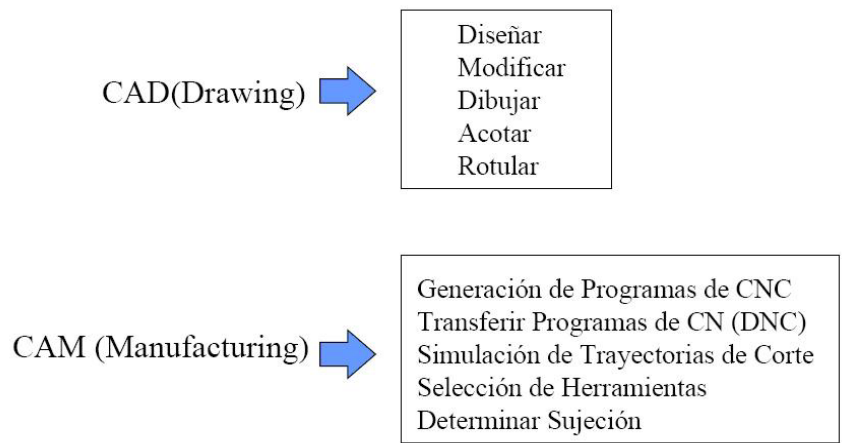 CAD(Drawing)
Diseñar
Modificar
Dibujar
Acotar
Rotular
CAM (Manufacturing)
Generación de Programas de CNC
Transferir Programas de CN (DNC)
Simulación de Trayectorias de Corte
Selección de Herramientas
Determinar Sujeción